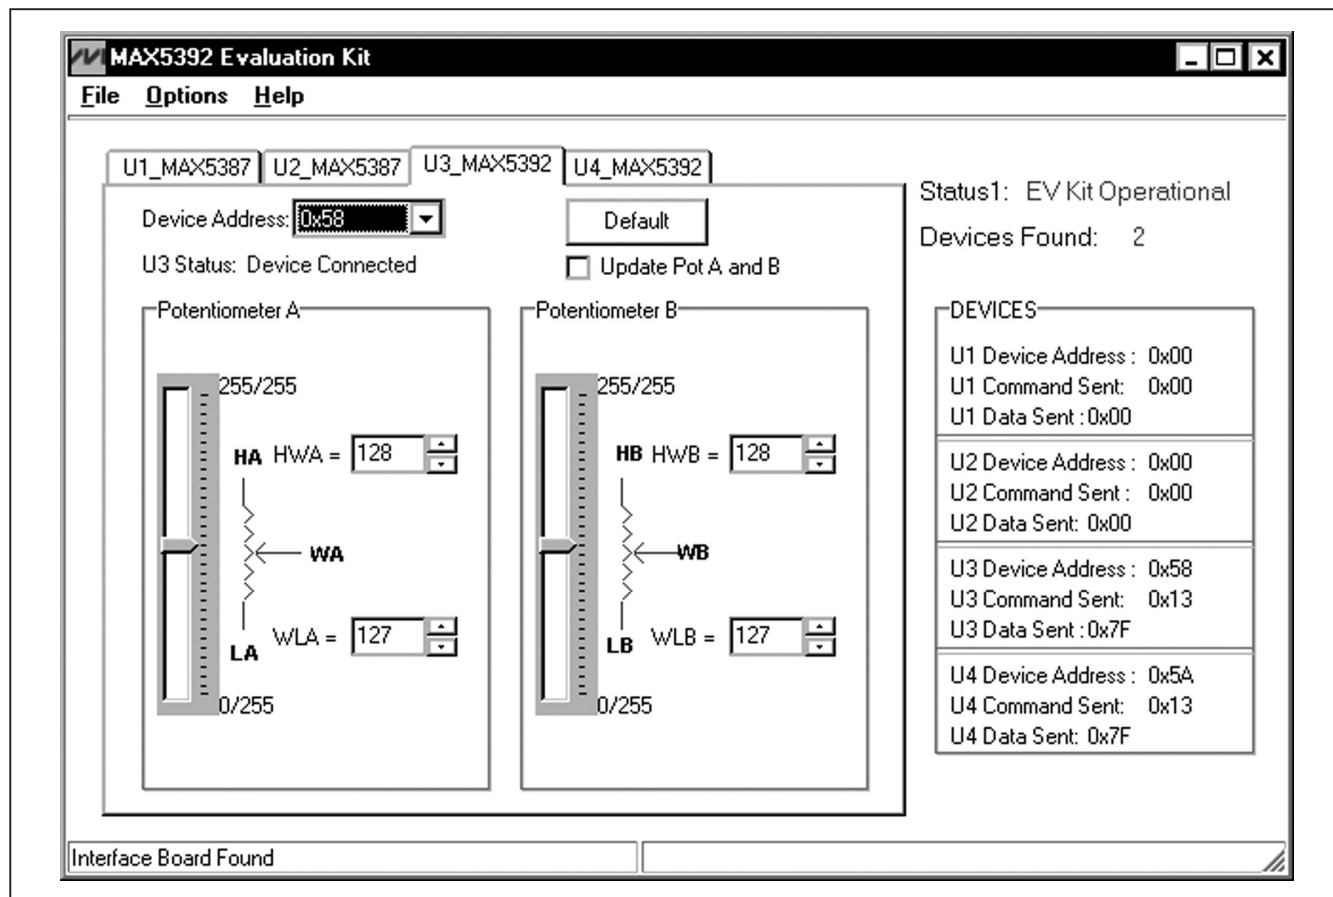 MAX5392 Evaluation Kit
File Options Help
U1_MAX5387 U2_MAX5387 U3_MAX5392 U4_MAX5392
Device Address: 0x58
Default
U3 Status: Device Connected
Update Pot A and B
Potentiometer A
255/255
HA HWA = 128
WA
LA WLA = 127
0/255
Potentiometer B
255/255
HB HWB = 128
WB
LB WLB = 127
0/255
Status1: EV Kit Operational
Devices Found: 2
DEVICES
U1 Device Address : 0x00
U1 Command Sent: 0x00
U1 Data Sent : 0x00
U2 Device Address : 0x00
U2 Command Sent : 0x00
U2 Data Sent: 0x00
U3 Device Address : 0x58
U3 Command Sent: 0x13
U3 Data Sent : 0x7F
U4 Device Address : 0x5A
U4 Command Sent: 0x13
U4 Data Sent: 0x7F
Interface Board Found